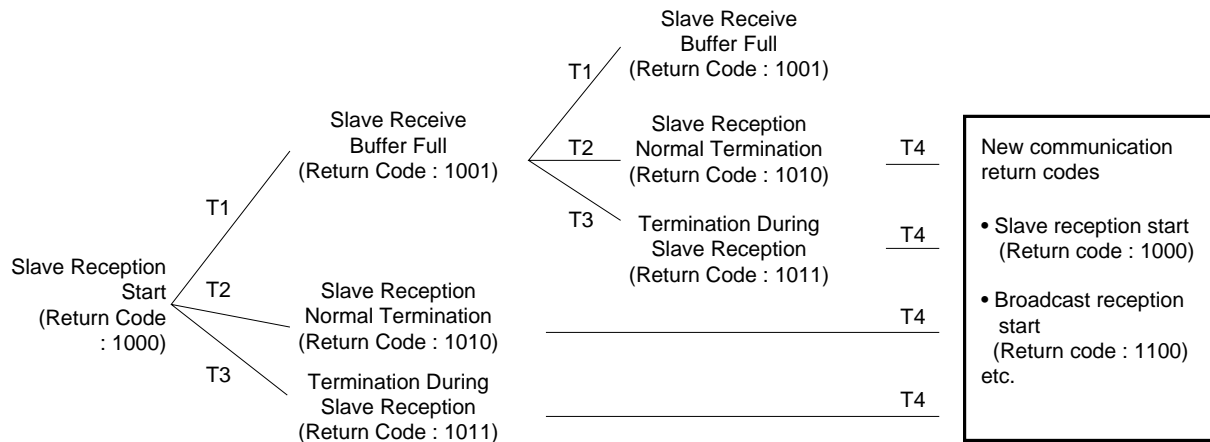 Slave Receive
Buffer Full
(Return Code : 1001)
T1
Slave Receive
Buffer Full
(Return Code : 1001)
T2
Slave Reception
Normal Termination
(Return Code : 1010)
T4
T3
Termination During
Slave Reception
(Return Code : 1011)
T4
T1
Slave Reception
Start
(Return Code
: 1000)
T2
Slave Reception
Normal Termination
(Return Code : 1010)
T4
T3
Termination During
Slave Reception
(Return Code : 1011)
T4
New communication
return codes
• Slave reception start
(Return code : 1000)
• Broadcast reception
start
(Return code : 1100)
etc.